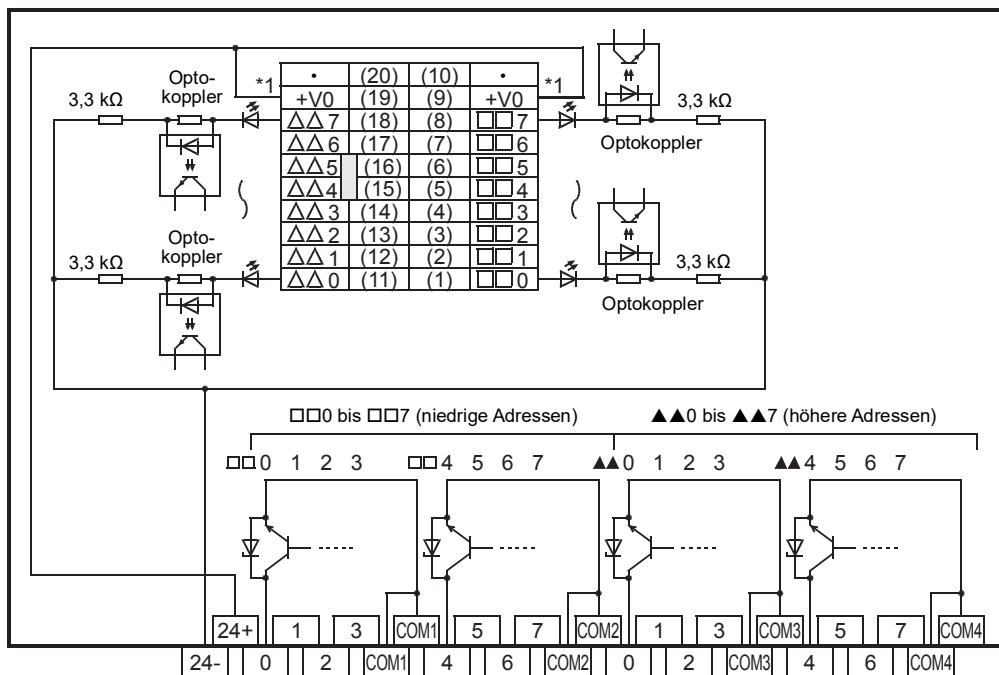 *1 • (20) (10) • *1
+V0 (19) (9) +V0
△△7 (18) (8) □□7
△△6 (17) (7) □□6
△△5 (16) (6) □□5
△△4 (15) (5) □□4
△△3 (14) (4) □□3
△△2 (13) (3) □□2
△△1 (12) (2) □□1
△△0 (11) (1) □□0
3,3 kΩ
Opto-
koppler
Optokoppler
3,3 kΩ
3,3 kΩ
Opto-
koppler
Optokoppler
3,3 kΩ
□□0 bis □□7 (niedrige Adressen) ▲▲0 bis ▲▲7 (höhere Adressen)
□□0 1 2 3 □□4 5 6 7 ▲▲0 1 2 3 ▲▲4 5 6 7
24+ 1 3 COM1 5 7 COM2 1 3 COM3 5 7 COM4
24- 0 2 COM1 4 6 COM2 0 2 COM3 4 6 COM4